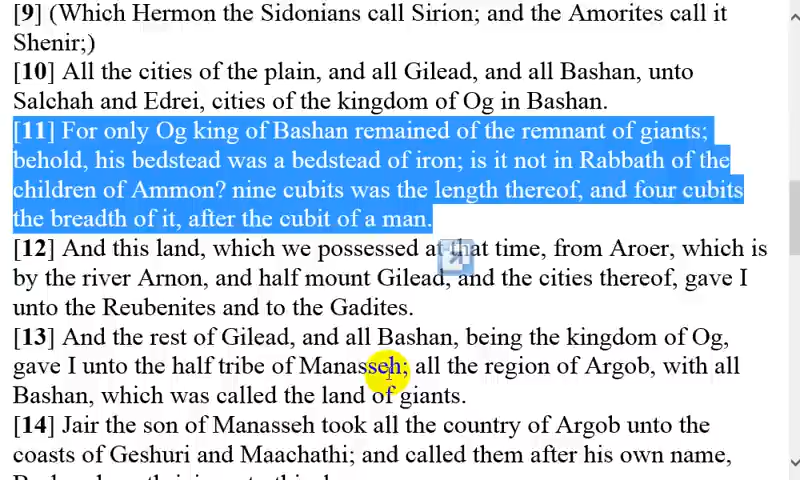 [9] (Which Hermon the Sidonians call Sirion; and the Amorites call it
Shenir;)
[10] All the cities of the plain, and all Gilead, and all Bashan, unto
Salchah and Edrei, cities of the kingdom of Og in Bashan.
[11] For only Og king of Bashan remained of the remnant of giants;
behold, his bedstead was a bedstead of iron; is it not in Rabbath of the
children of Ammon? nine cubits was the length thereof, and four cubits
the breadth of it, after the cubit of a man.
[12] And this land, which we possessed at that time, from Aroer, which is
by the river Arnon, and half mount Gilead, and the cities thereof, gave I
unto the Reubenites and to the Gadites.
[13] And the rest of Gilead, and all Bashan, being the kingdom of Og,
gave I unto the half tribe of Manasseh; all the region of Argob, with all
Bashan, which was called the land of giants.
[14] Jair the son of Manasseh took all the country of Argob unto the
coasts of Geshuri and Maachathi; and called them after his own name,